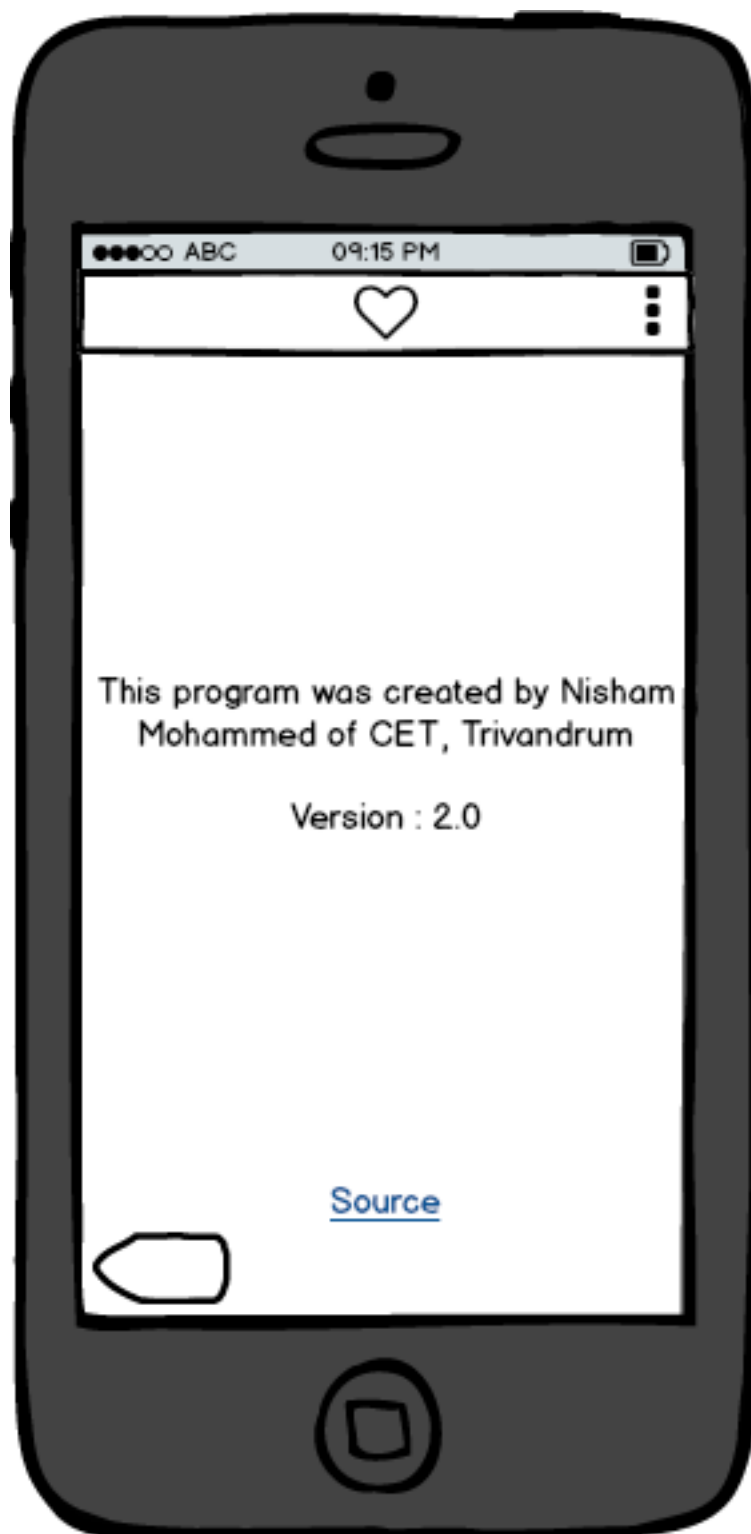 ABC 09:15 PM
This program was created by Nisham
Mohammed of CET, Trivandrum
Version : 2.0
Source